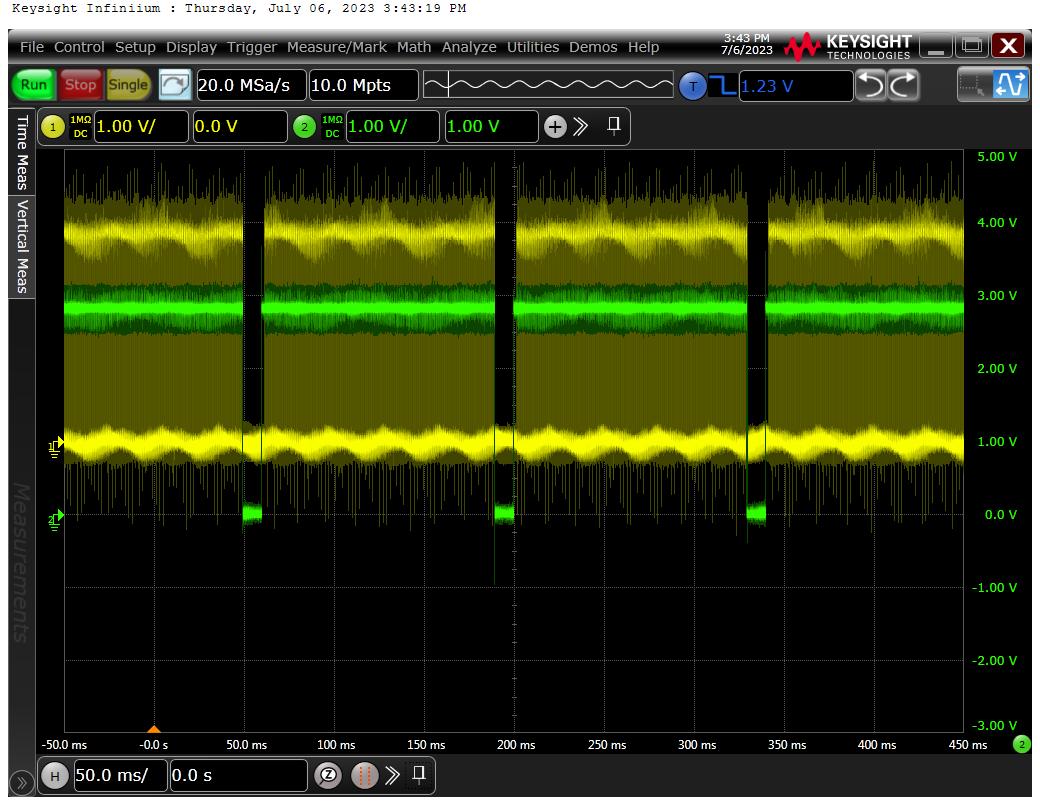 Keysight Infiniium : Thursday, July 06, 2023 3:43:19 PM
File Control Setup Display Trigger Measure/Mark Math Analyze Utilities Demos Help
3:43 PM
7/6/2023
KEYSIGHT
TECHNOLOGIES
X
Run Stop Single 20.0 MSa/s 10.0 Mpts T 1.23 V
1 1MΩ DC 1.00 V/ 0.0 V 2 1MΩ DC 1.00 V/ 1.00 V
Time Meas
Vertical Meas
Measurements
5.00 V
4.00 V
3.00 V
2.00 V
1.00 V
0.0 V
-1.00 V
-2.00 V
-3.00 V
1
2
-50.0 ms -0.0 s 50.0 ms 100 ms 150 ms 200 ms 250 ms 300 ms 350 ms 400 ms 450 ms 2
H 50.0 ms/ 0.0 s Z